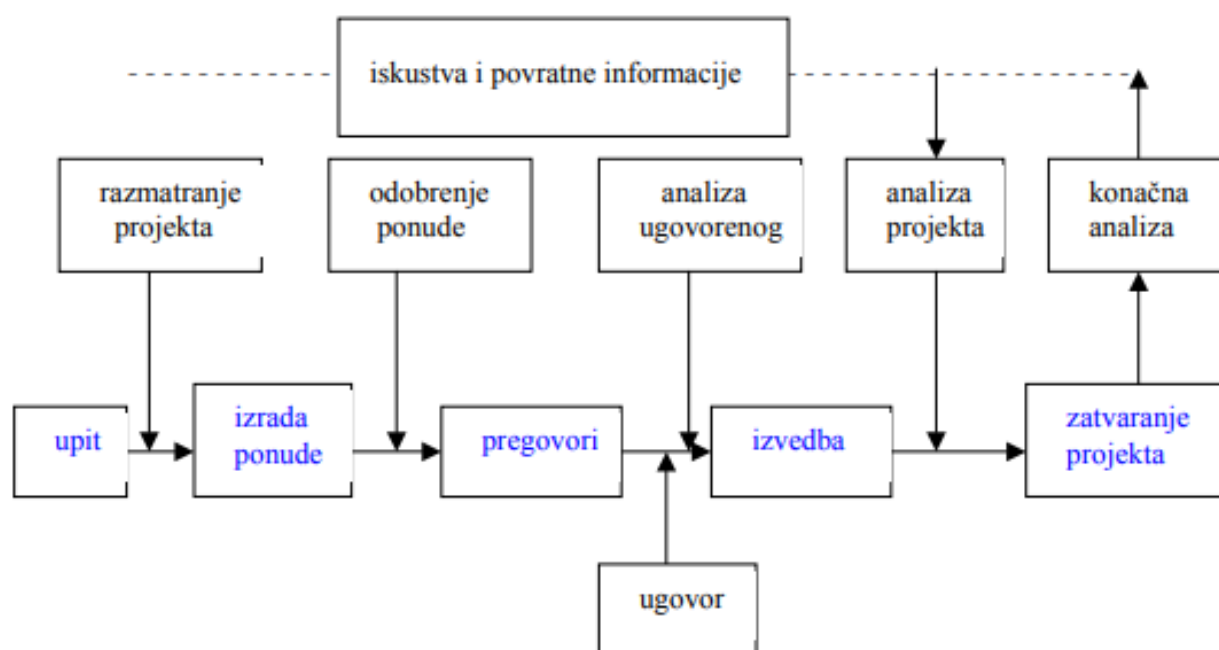 iskustva i povratne informacije
razmatranje
projekta
odobrenje
ponude
analiza
ugovorenog
analiza
projekta
konačna
analiza
upit
izrada
ponude
pregovori
izvedba
zatvaranje
projekta
ugovor